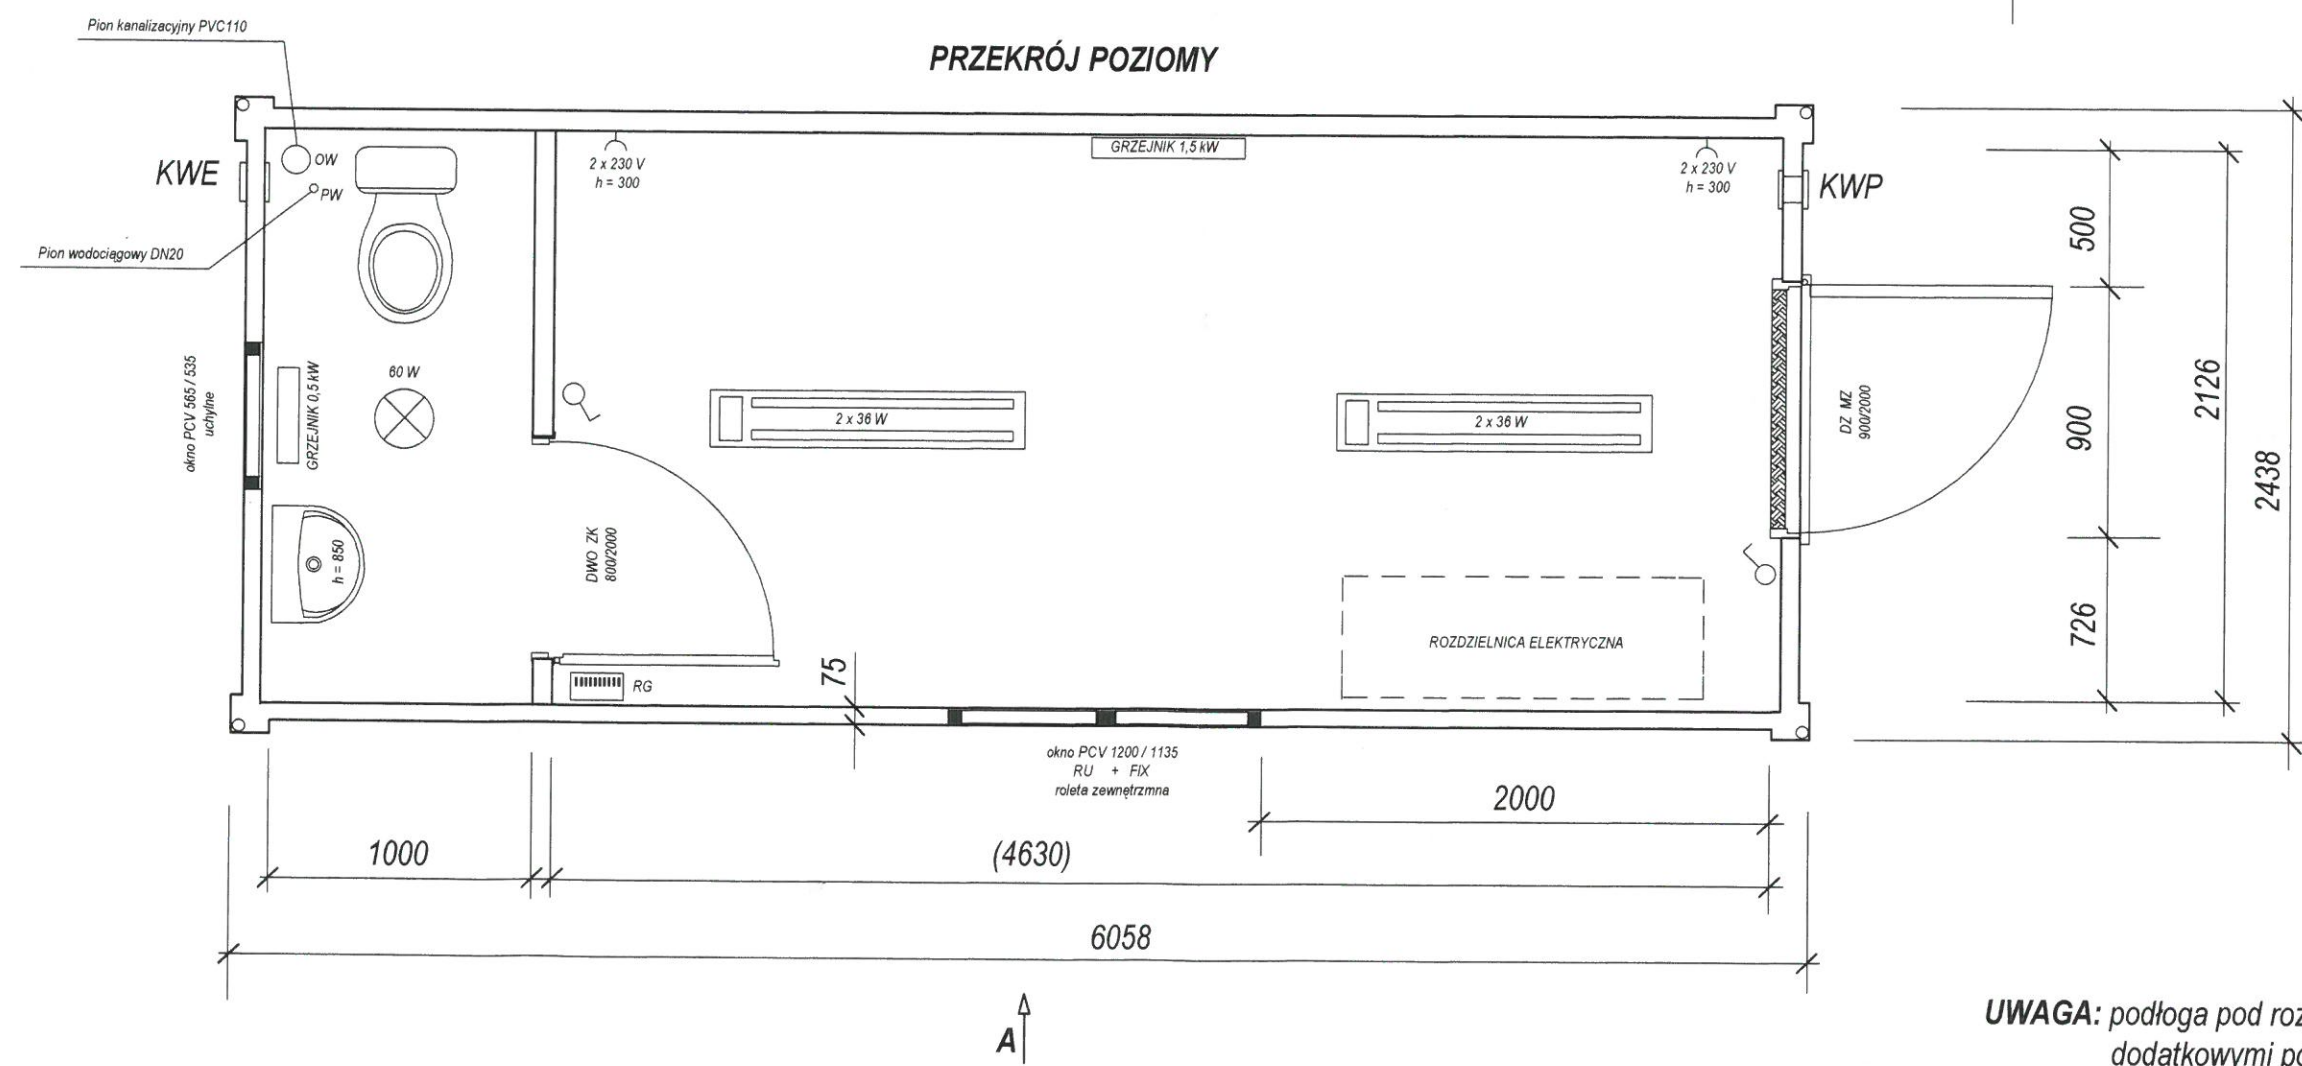 Pion kanalizacyjny PVC110
PRZEKRÓJ POZIOMY
KWE
OW
PW
Pion wodociągowy DN20
2 x 230 V
h = 300
GRZEJNIK 1,5 kW
2 x 230 V
h = 300
KWP
500
okno PCV 565 / 535
uchylne
GRZEJNIK 0,5 kW
60 W
2 x 36 W
2 x 36 W
DZ MZ
900/2000
900
2126
2438
h = 850
DWO ZK
800/2000
726
RG
75
ROZDZIELNICA ELEKTRYCZNA
okno PCV 1200 / 1135
RU + FIX
roleta zewnętrzmna
2000
1000
(4630)
6058
A
UWAGA: podłoga pod roz
dodatkowymi po